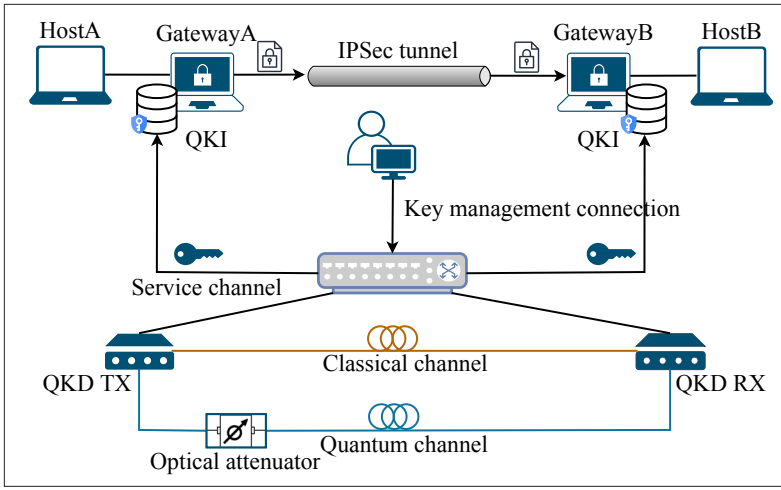 HostA
GatewayA
IPSec tunnel
GatewayB
HostB
QKI
QKI
Key management connection
Service channel
Classical channel
QKD TX
QKD RX
Quantum channel
Optical attenuator